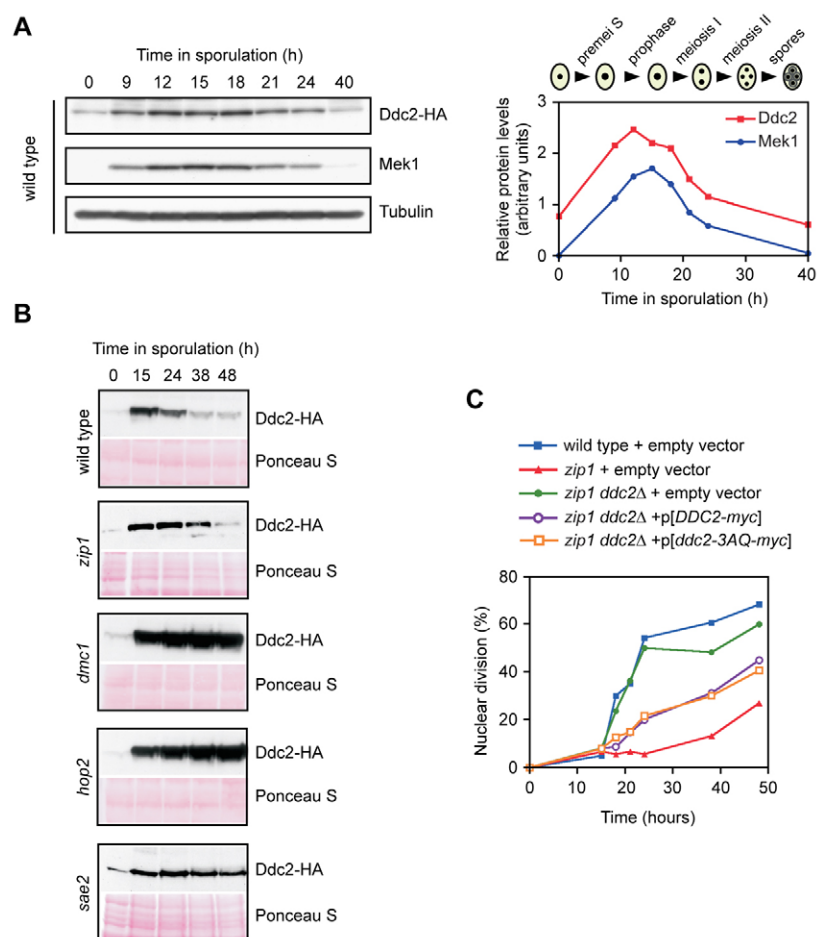 A
Time in sporulation (h)
0 9 12 15 18 21 24 40
wild type
Ddc2-HA
Mek1
Tubulin
premei S
prophase
meiosis I
meiosis II
spores
Relative protein levels
(arbitrary units)
3
2
1
0
Ddc2
Mek1
0 10 20 30 40
Time in sporulation (h)
B
Time in sporulation (h)
0 15 24 38 48
wild type
Ddc2-HA
Ponceau S
zip1
Ddc2-HA
Ponceau S
dmc1
Ddc2-HA
Ponceau S
hop2
Ddc2-HA
Ponceau S
sae2
Ddc2-HA
Ponceau S
C
wild type + empty vector
zip1 + empty vector
zip1 ddc2Δ + empty vector
zip1 ddc2Δ +p[DDC2-myc]
zip1 ddc2Δ +p[ddc2-3AQ-myc]
Nuclear division (%)
80
60
40
20
0
0 10 20 30 40 50
Time (hours)